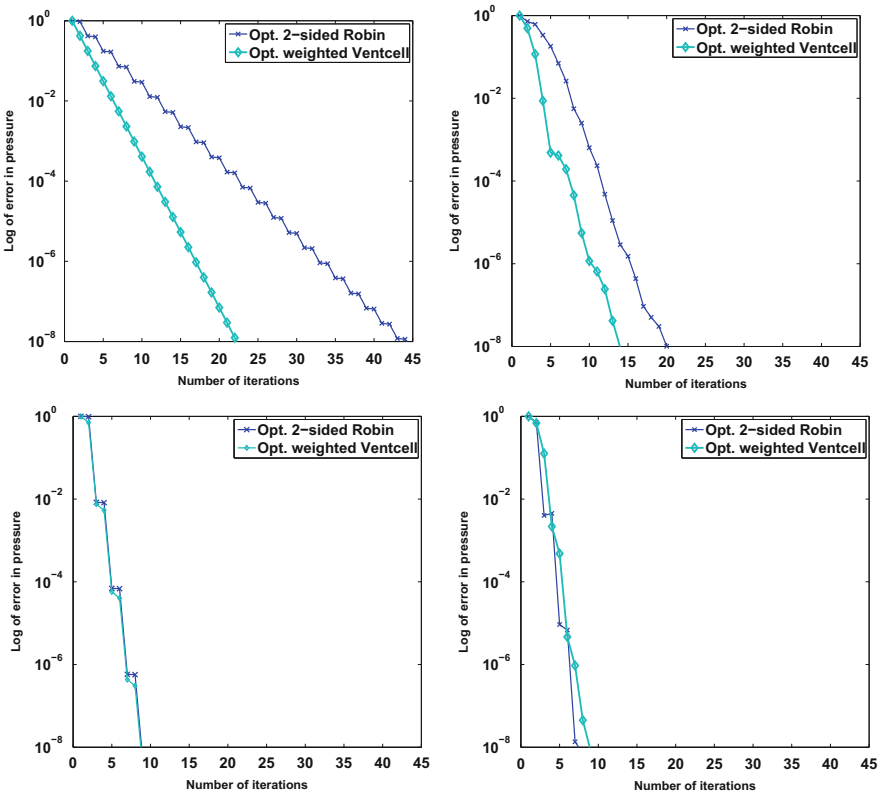 Opt. 2−sided Robin
Opt. weighted Ventcell
10^0
10^−2
10^−4
10^−6
10^−8
0 5 10 15 20 25 30 35 40 45
Log of error in pressure
Number of iterations
Opt. 2−sided Robin
Opt. weighted Ventcell
10^0
10^−2
10^−4
10^−6
10^−8
0 5 10 15 20 25 30 35 40 45
Log of error in pressure
Number of iterations
Opt. 2−sided Robin
Opt. weighted Ventcell
10^0
10^−2
10^−4
10^−6
10^−8
0 5 10 15 20 25 30 35 40 45
Log of error in pressure
Number of iterations
Opt. 2−sided Robin
Opt. weighted Ventcell
10^0
10^−2
10^−4
10^−6
10^−8
0 5 10 15 20 25 30 35 40 45
Log of error in pressure
Number of iterations